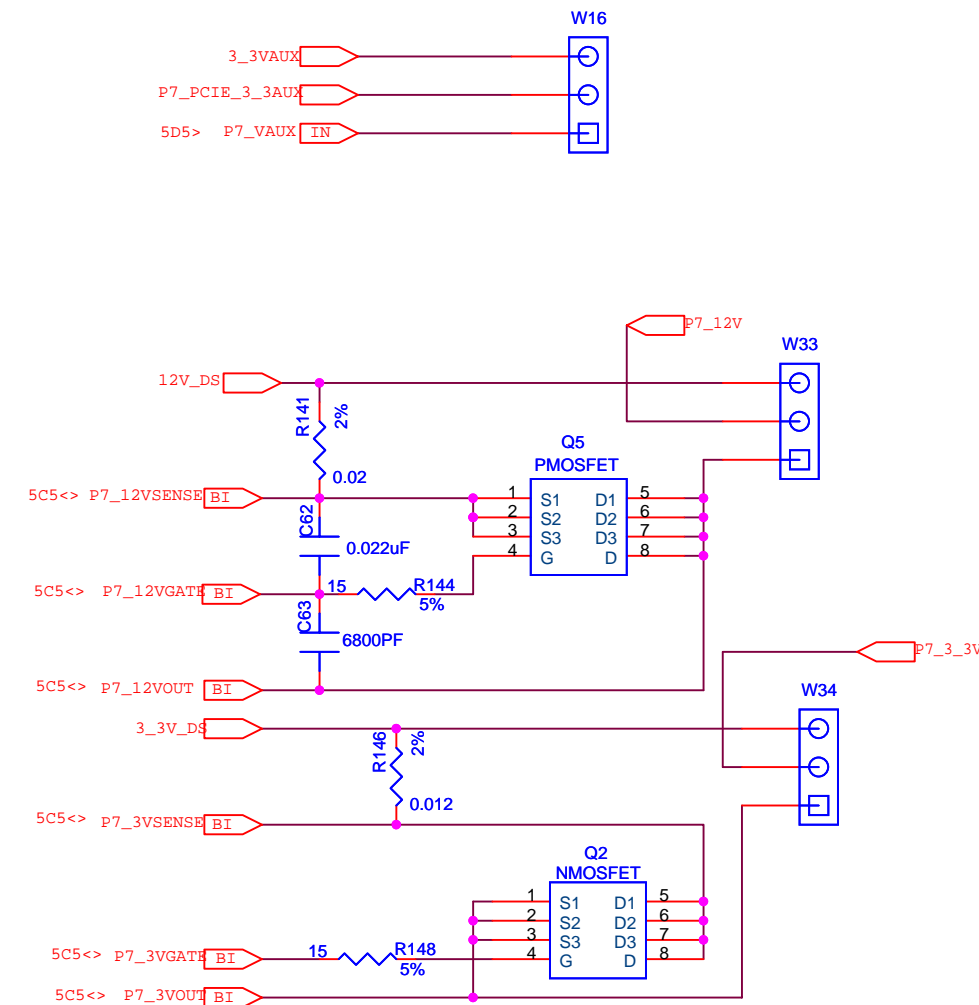 W16
3_3VAUX
P7_PCIE_3_3AUX
5D5> P7_VAUX IN
P7_12V
W33
12V_DS
R141
2%
0.02
Q5
PMOSFET
5C5<> P7_12VSENSE BI
1 S1 D1 5
2 S2 D2 6
3 S3 D3 7
4 G D 8
C62
0.022uF
5C5<> P7_12VGATE BI
15 R144
5%
C63
6800PF
P7_3_3V
5C5<> P7_12VOUT BI
W34
3_3V_DS
R146
2%
0.012
5C5<> P7_3VSENSE BI
Q2
NMOSFET
1 S1 D1 5
2 S2 D2 6
3 S3 D3 7
4 G D 8
5C5<> P7_3VGATE BI
15 R148
5%
5C5<> P7_3VOUT BI